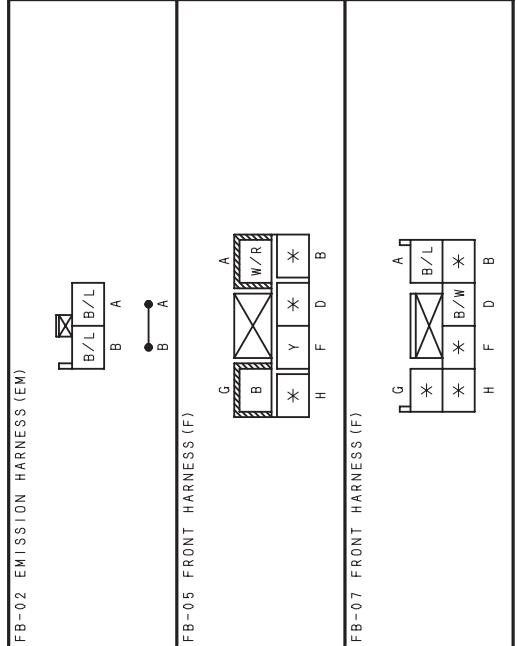 FB-02 EMISSION HARNESS(EM)
B/L B/L
B A
B A
FB-05 FRONT HARNESS(F)
G A
B W/R
* Y * *
H F D B
FB-07 FRONT HARNESS(F)
G A
* B/L
* * B/W *
H F D B